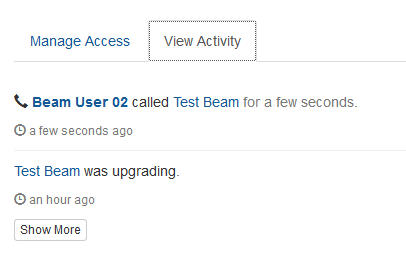 Manage Access View Activity
Beam User 02 called Test Beam for a few seconds.
a few seconds ago
Test Beam was upgrading.
an hour ago
Show More